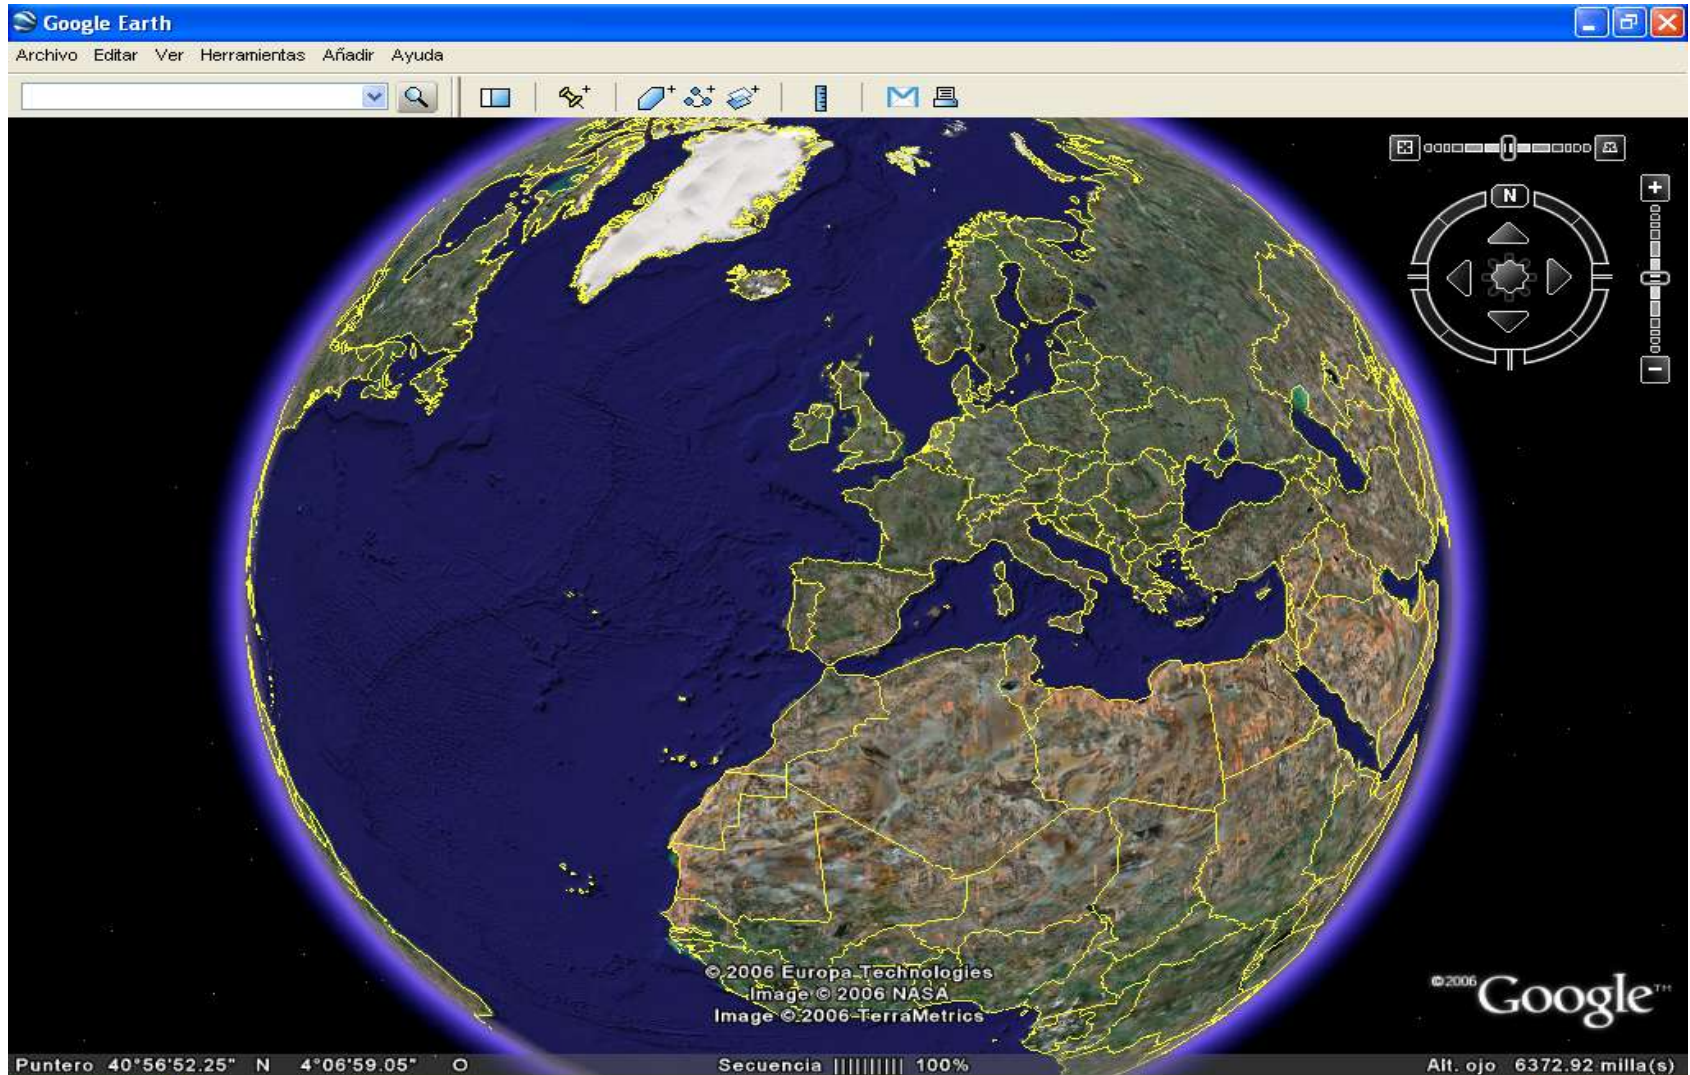 Google Earth
Archivo Editar Ver Herramientas Añadir Ayuda
N
© 2006 Europa Technologies
Image © 2006 NASA
Image © 2006 TerraMetrics
©2006 Google™
Puntero 40°56'52.25" N 4°06'59.05" O Secuencia |||||||||| 100% Alt. ojo 6372.92 milla(s)